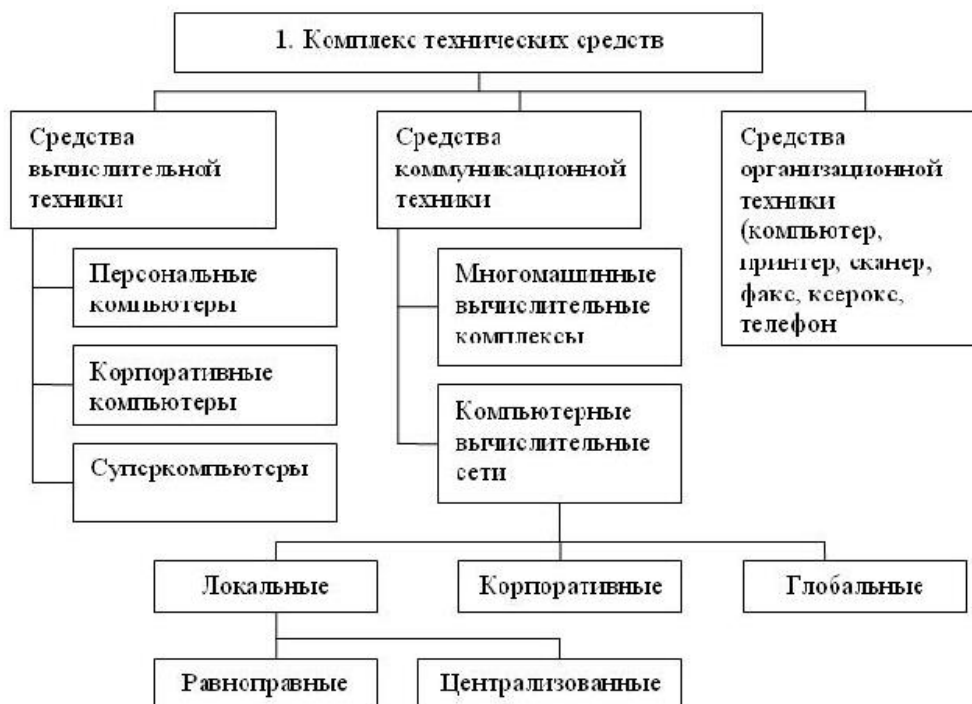 1. Комплекс технических средств
Средства
вычислительной
техники
Персональные
компьютеры
Корпоративные
компьютеры
Суперкомпьютеры
Средства
коммуникационной
техники
Многомашинные
вычислительные
комплексы
Компьютерные
вычислительные
сети
Средства
организационной
техники
(компьютер,
принтер, сканер,
факс, ксерокс,
телефон
Локальные
Корпоративные
Глобальные
Равноправные
Централизованные